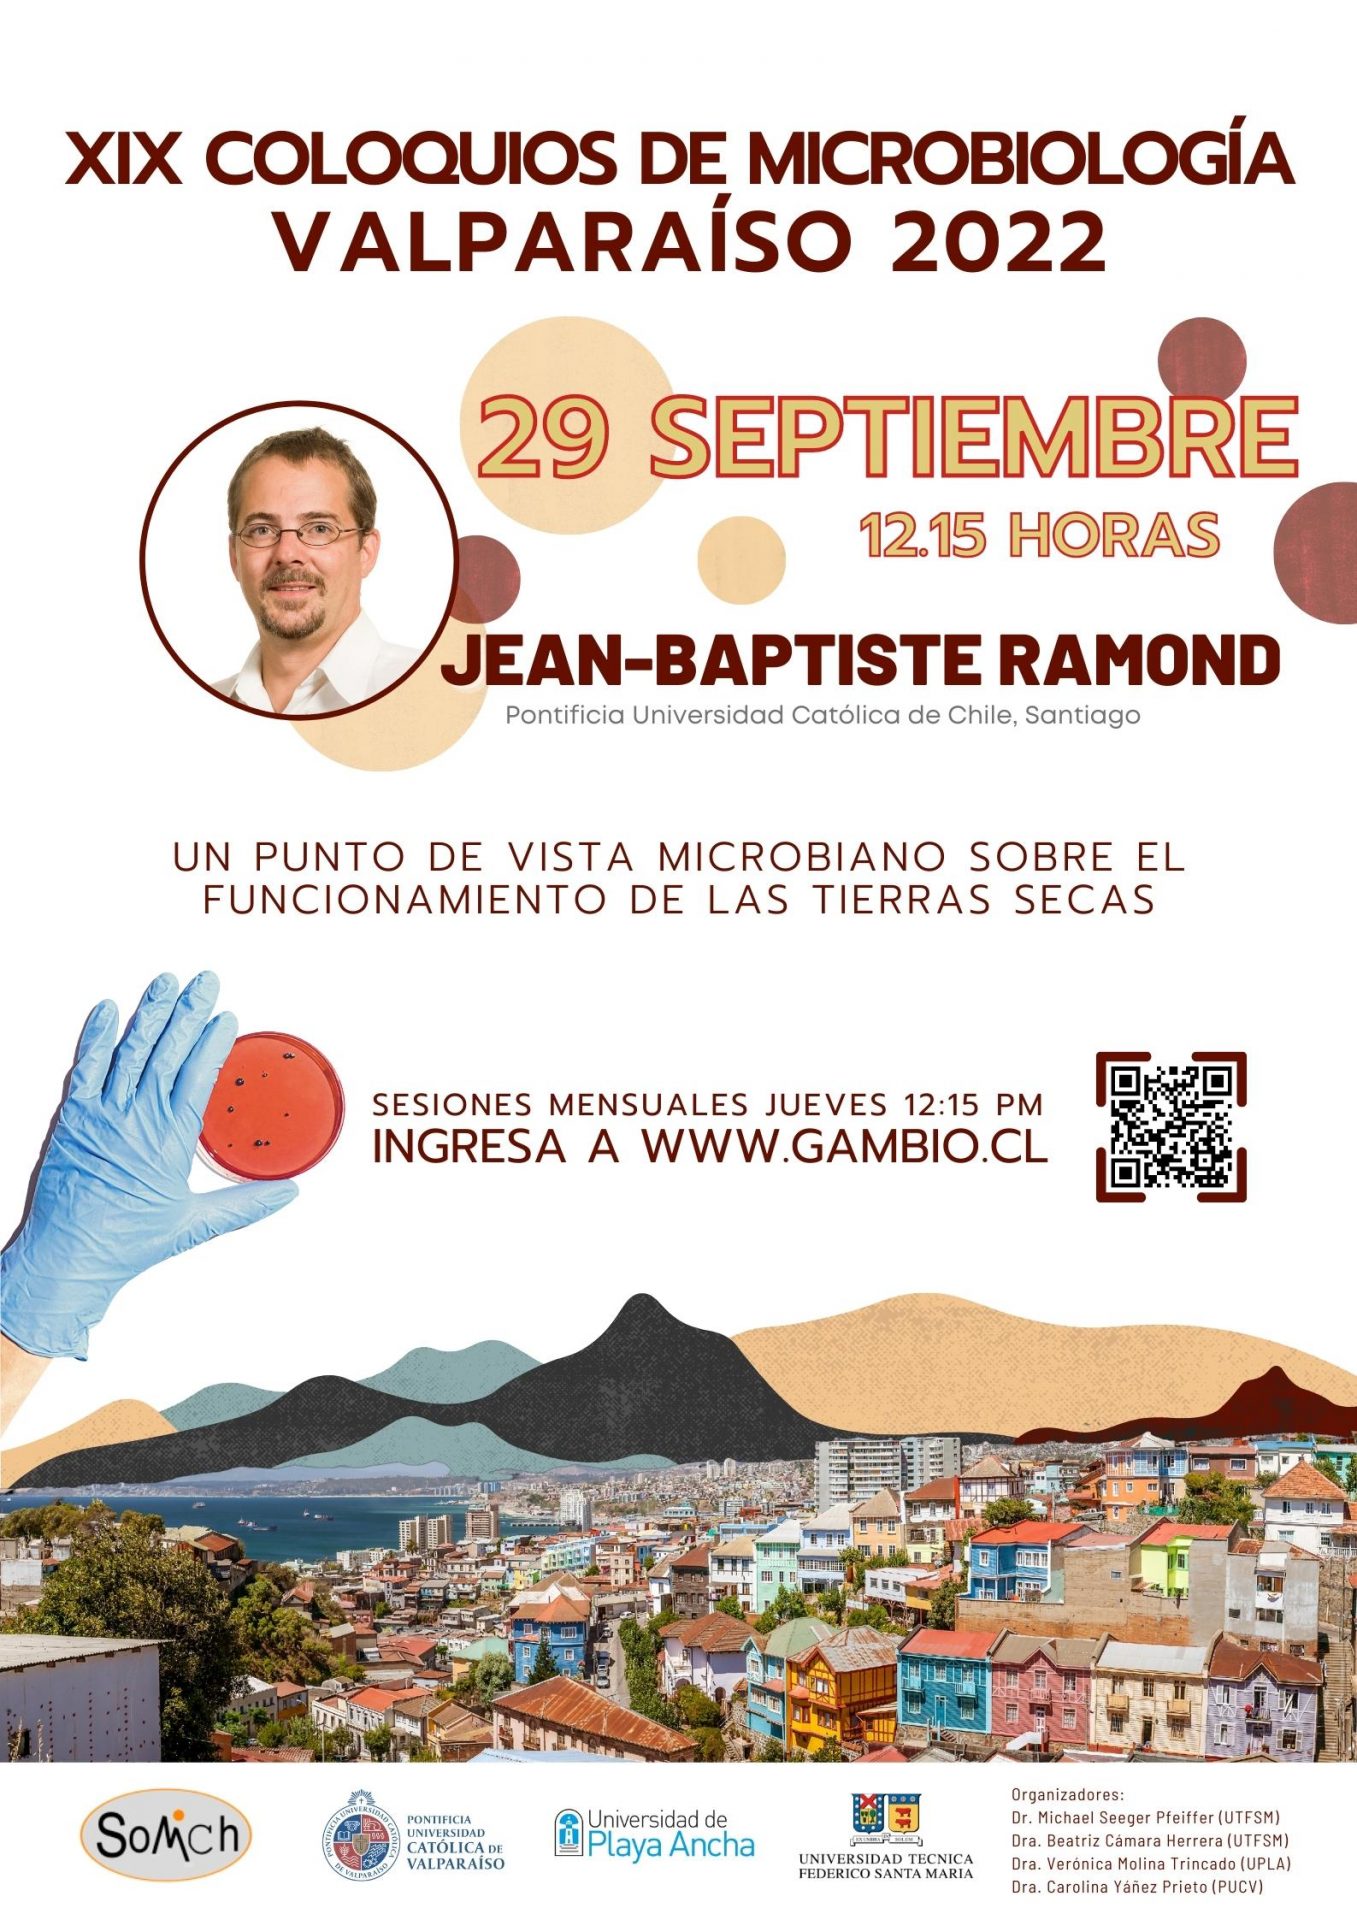 XIX COLOQUIOS DE MICROBIOLOGÍA
VALPARAÍSO 2022
29 SEPTIEMBRE
12.15 HORAS
JEAN-BAPTISTE RAMOND
Pontificia Universidad Católica de Chile, Santiago
UN PUNTO DE VISTA MICROBIANO SOBRE EL
FUNCIONAMIENTO DE LAS TIERRAS SECAS
SESIONES MENSUALES JUEVES 12:15 PM
INGRESA A WWW.GAMBIO.CL
SoMich
PONTIFICIA
UNIVERSIDAD
CATÓLICA DE
VALPARAÍSO
Universidad de
Playa Ancha
EX UMBRA SOLEM
UNIVERSIDAD TECNICA
FEDERICO SANTA MARIA
Organizadores:
Dr. Michael Seeger Pfeiffer (UTFSM)
Dra. Beatriz Cámara Herrera (UTFSM)
Dra. Verónica Molina Trincado (UPLA)
Dra. Carolina Yáñez Prieto (PUCV)